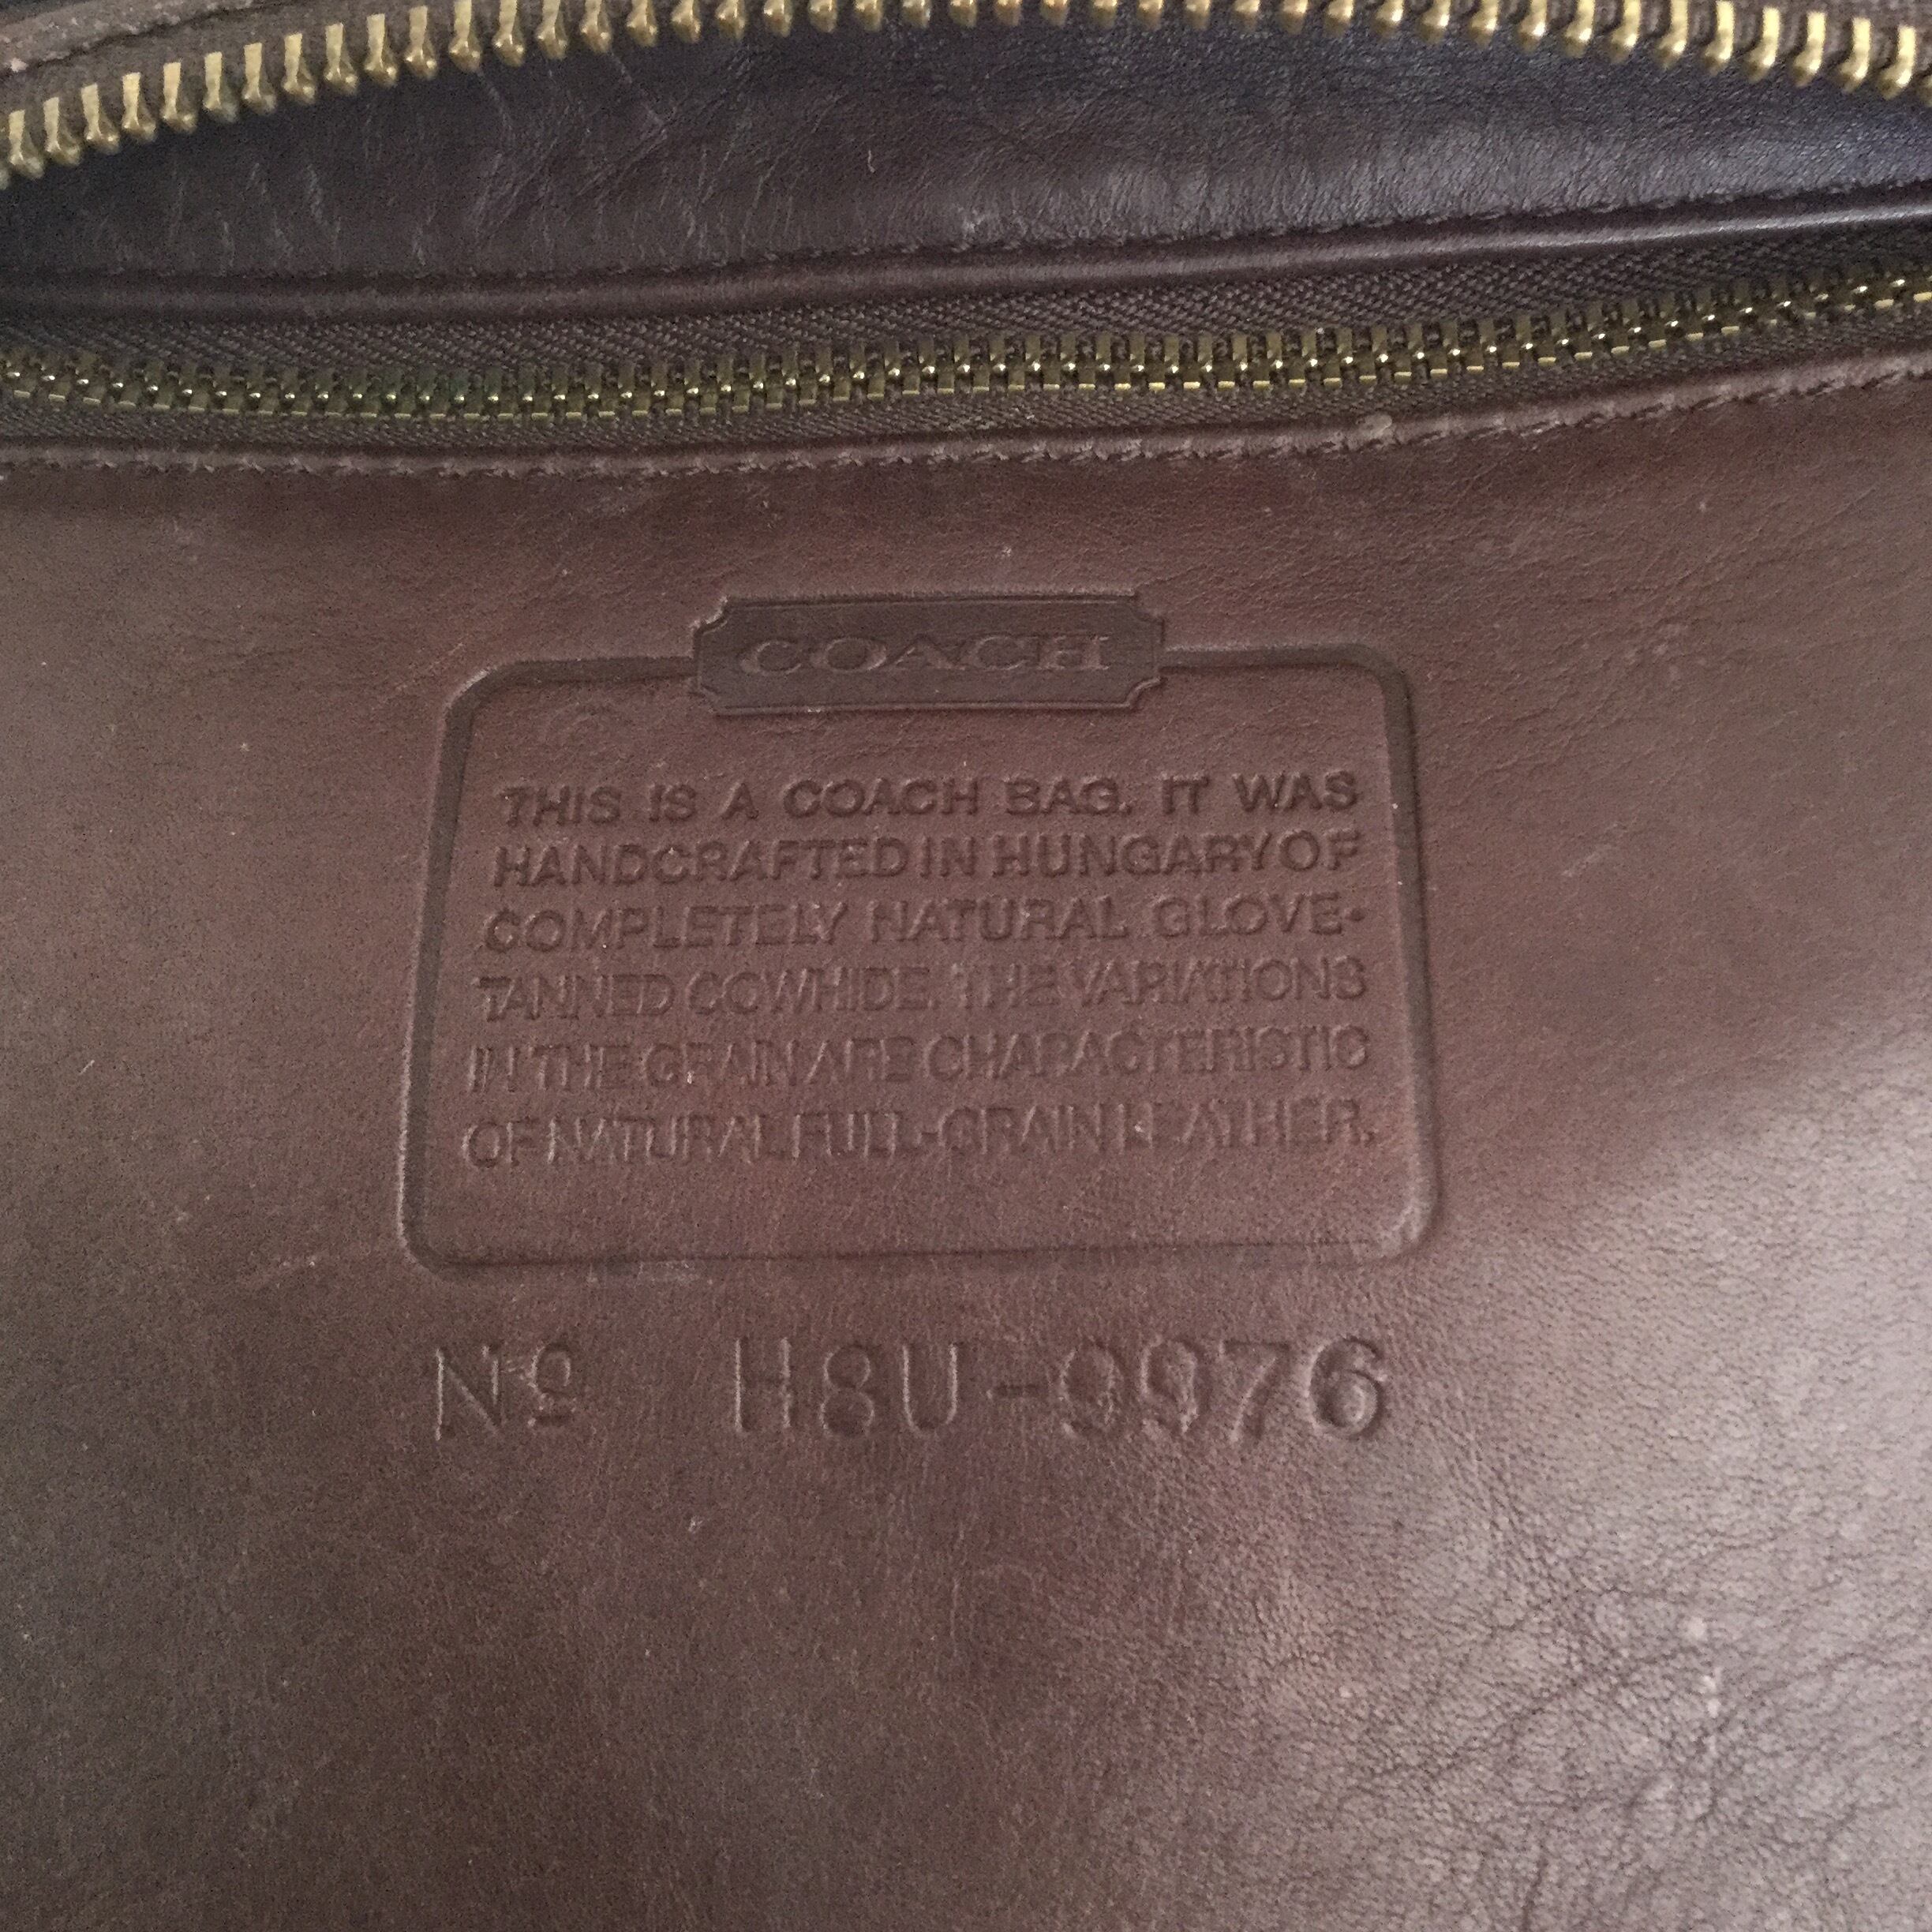 COACH
THIS IS A COACH BAG. IT WAS
HANDCRAFTED IN HUNGARY OF
COMPLETELY NATURAL GLOVE-
TANNED COWHIDE. THE VARIATIONS
IN THE GRAIN ARE CHARACTERISTIC
OF NATURAL FULL-GRAIN LEATHER.
Nº H8U-9976